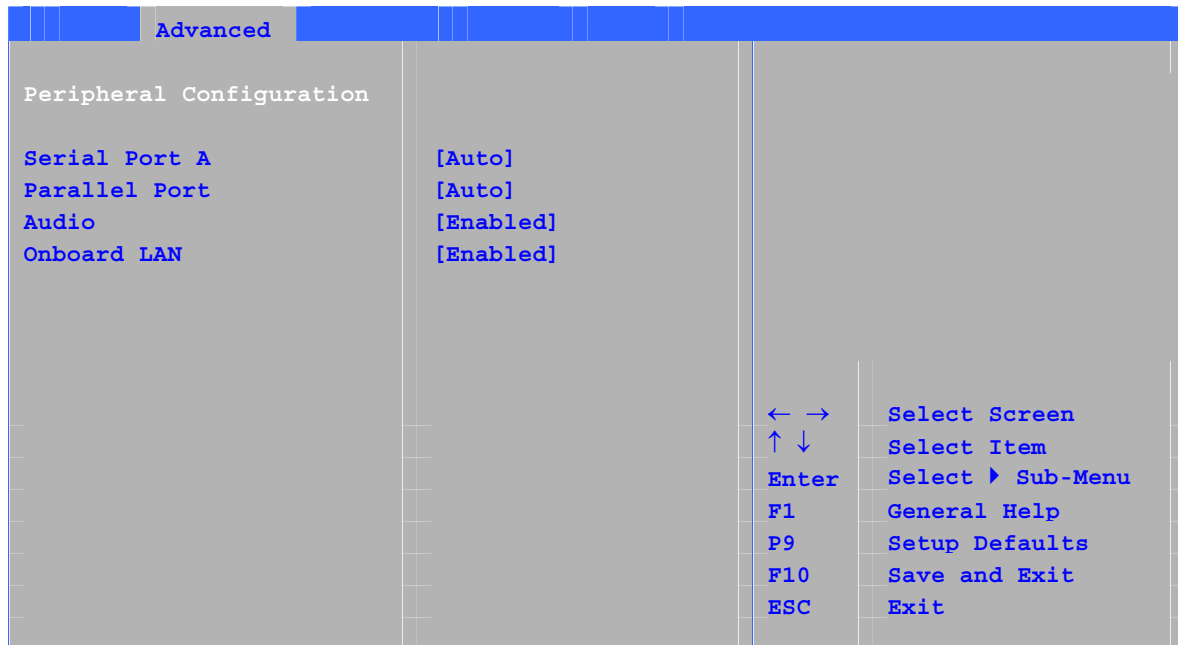 Advanced
Peripheral Configuration
Serial Port A [Auto]
Parallel Port [Auto]
Audio [Enabled]
Onboard LAN [Enabled]
← → Select Screen
↑ ↓ Select Item
Enter Select ▶ Sub-Menu
F1 General Help
P9 Setup Defaults
F10 Save and Exit
ESC Exit